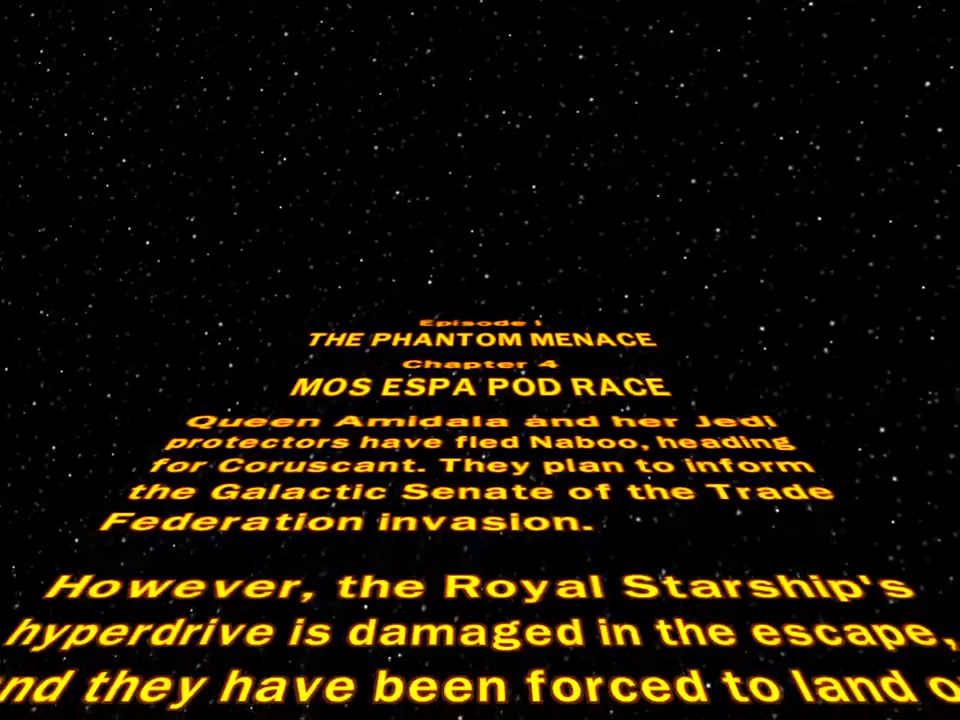 Episode I
THE PHANTOM MENACE
Chapter 4
MOS ESPA POD RACE
Queen Amidala and her Jedi
protectors have fled Naboo, heading
for Coruscant. They plan to inform
the Galactic Senate of the Trade
Federation invasion.
However, the Royal Starship's
hyperdrive is damaged in the escape,
they have been forced to land